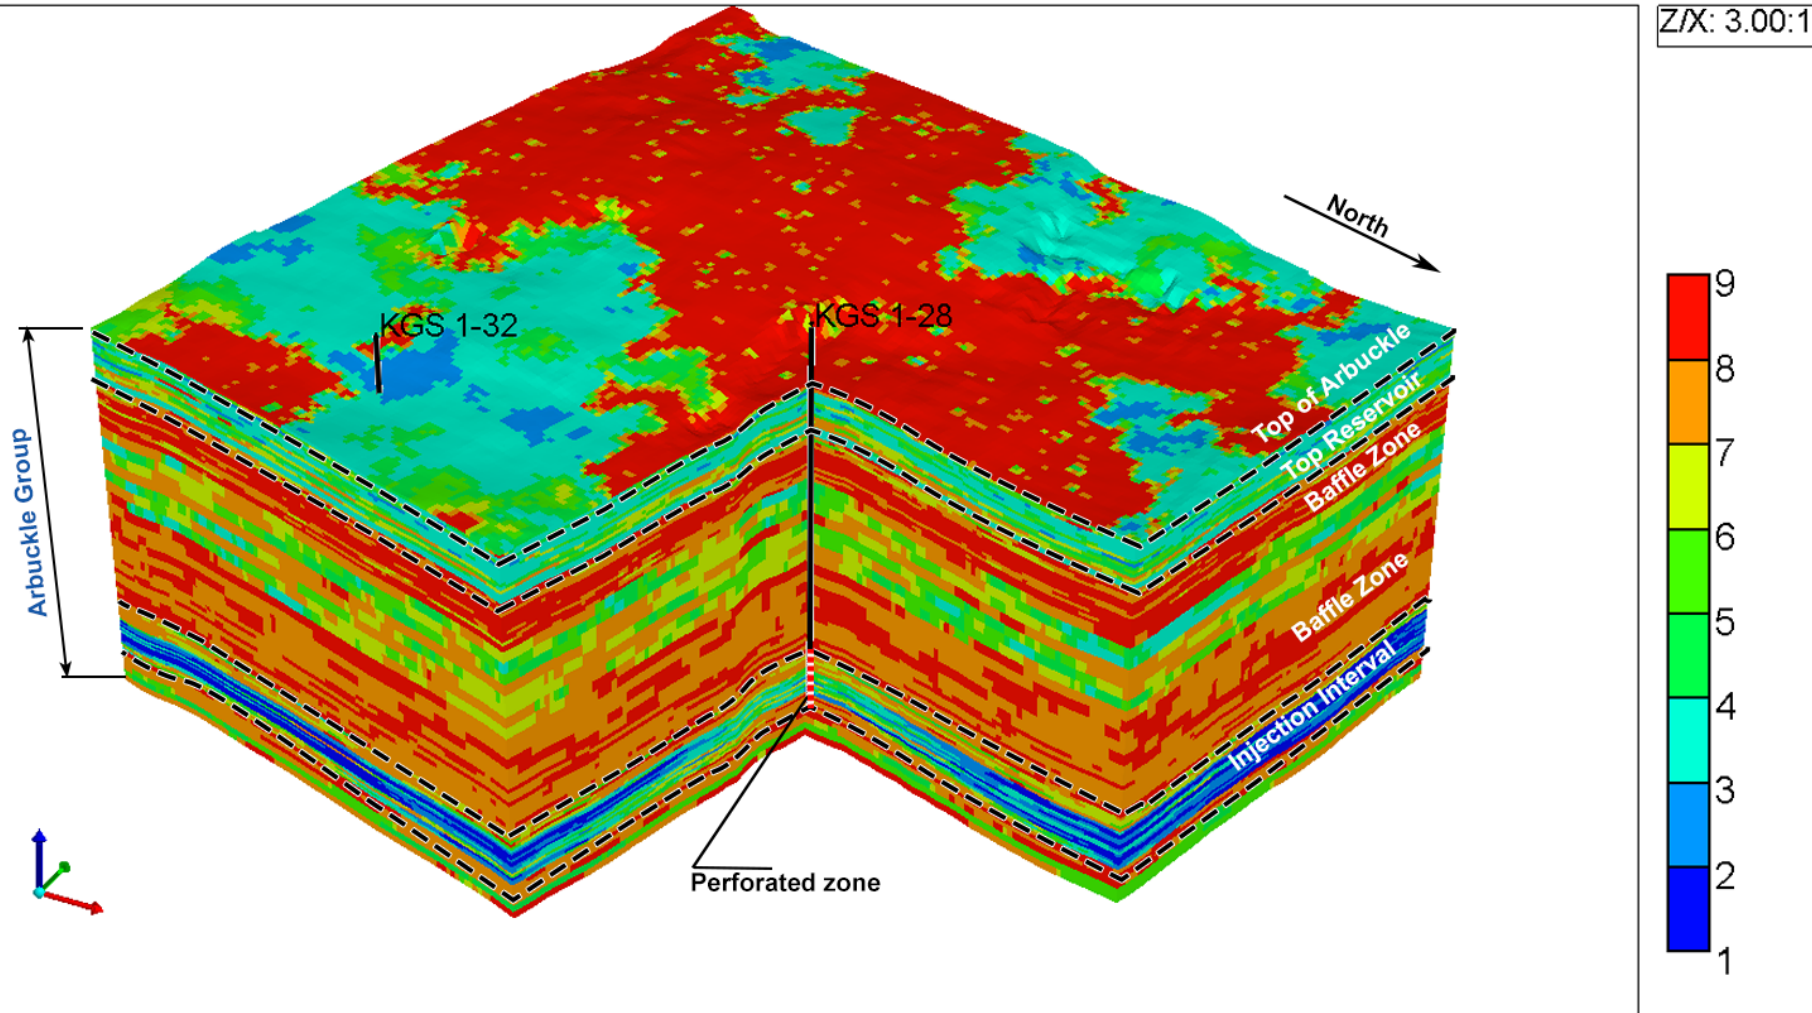 Z/X: 3.00:1
North
KGS 1-32
KGS 1-28
Top of Arbuckle
Top Reservoir
Baffle Zone
Arbuckle Group
Baffle Zone
Injection Interval
Perforated zone
9
8
7
6
5
4
3
2
1